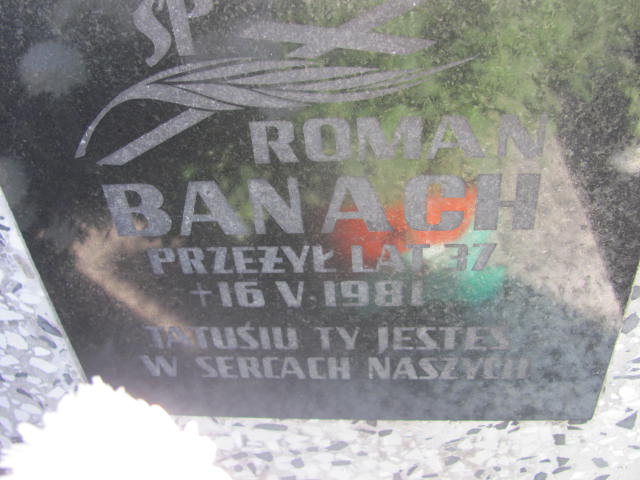 ŚP
ROMAN
BANACH
PRZEŻYŁ LAT 37
+ 16 V. 1981
TATUSIU TY JESTEŚ
W SERCACH NASZYCH